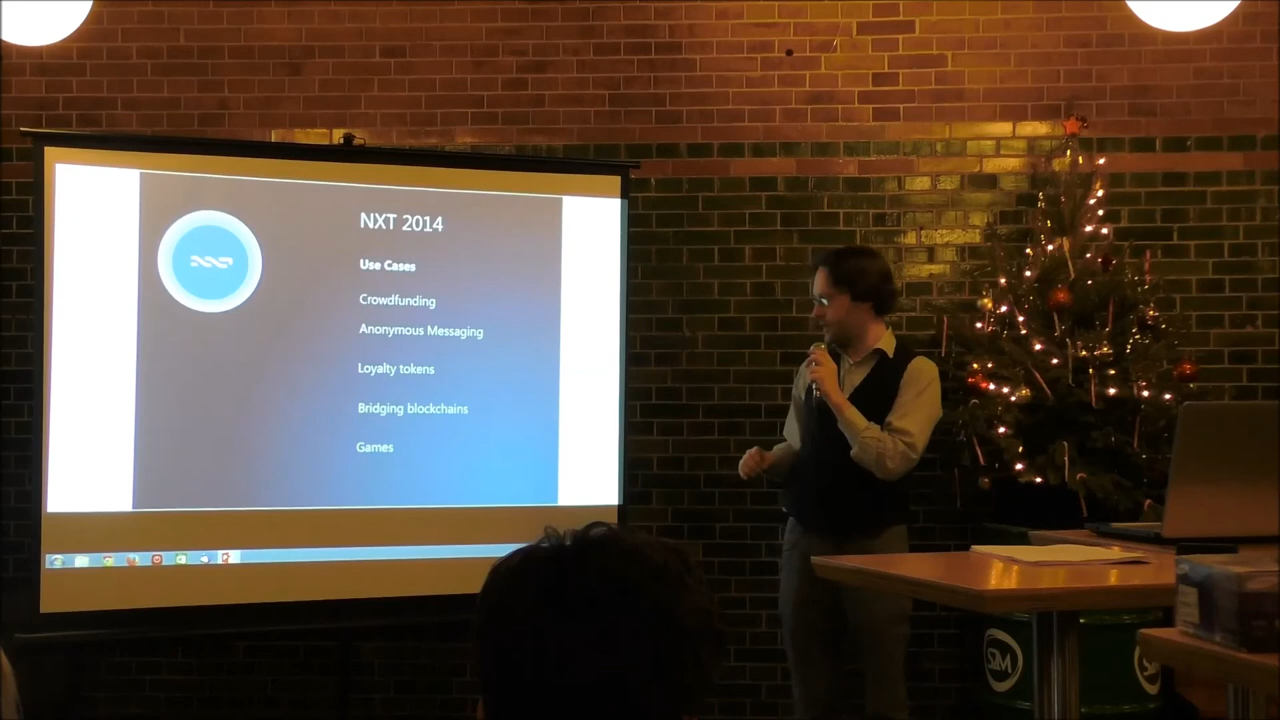 NXT 2014
Use Cases
Crowdfunding
Anonymous Messaging
Loyalty tokens
Bridging blockchains
Games